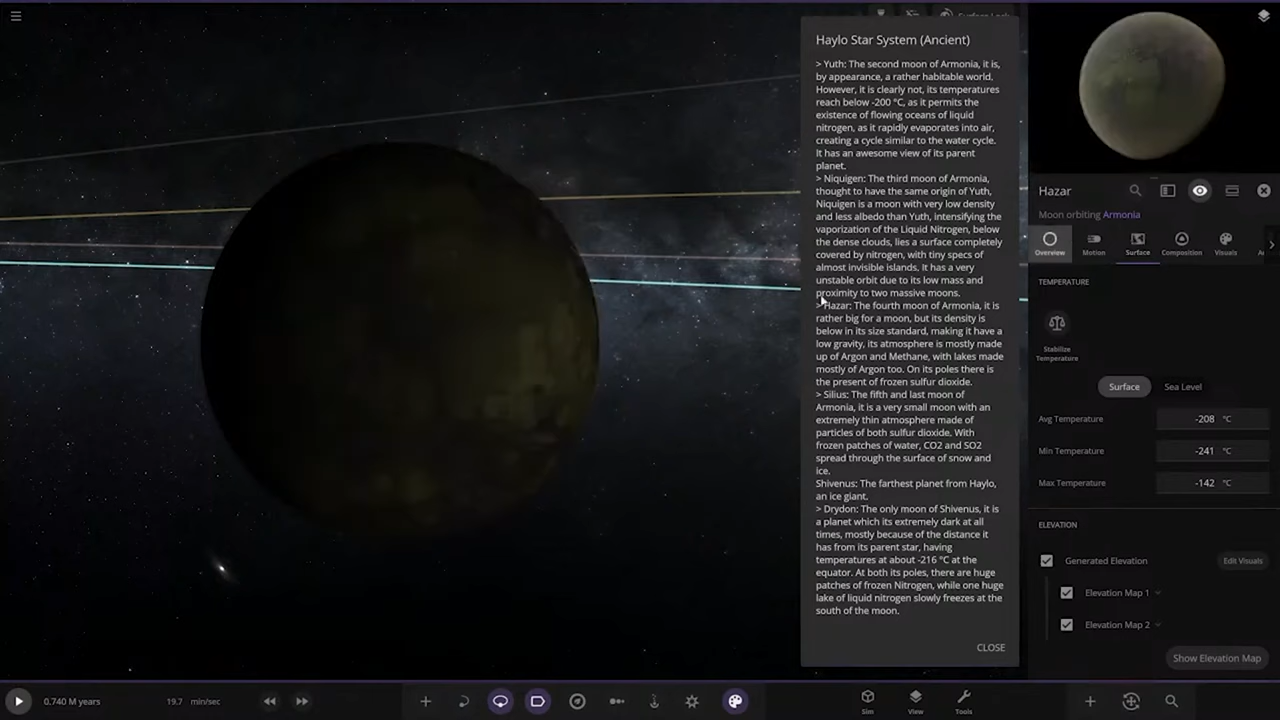 Haylo Star System (Ancient)
> Yuth: The second moon of Armonia, it is,
by appearance, a rather habitable world.
However, it is clearly not, its temperatures
reach below -200 °C, as it permits the
existence of flowing oceans of liquid
nitrogen, as it rapidly evaporates into air,
creating a cycle similar to the water cycle.
It has an awesome view of its parent
planet.
> Niquigen: The third moon of Armonia,
thought to have the same origin of Yuth,
Niquigen is a moon with very low density
and less albedo than Yuth, intensifying the
vaporization of the Liquid Nitrogen, below
the dense clouds, lies a surface completely
covered by nitrogen, with tiny specs of
almost invisible islands. It has a very
unstable orbit due to its low mass and
proximity to two massive moons.
> Hazar: The fourth moon of Armonia, it is
rather big for a moon, but its density is
below in its size standard, making it have a
low gravity, its atmosphere is mostly made
up of Argon and Methane, with lakes made
mostly of Argon too. On its poles there is
the present of frozen sulfur dioxide.
> Silius: The fifth and last moon of
Armonia, it is a very small moon with an
extremely thin atmosphere made of
particles of both sulfur dioxide. With
frozen patches of water, CO2 and SO2
spread through the surface of snow and
ice.
Shivenus: The farthest planet from Haylo,
an ice giant.
> Drydon: The only moon of Shivenus, it is
a planet which its extremely dark at all
times, mostly because of the distance it
has from its parent star, having
temperatures at about -216 °C at the
equator. At both its poles, there are huge
patches of frozen Nitrogen, while one huge
lake of liquid nitrogen slowly freezes at the
south of the moon.
CLOSE
Hazar
Moon orbiting Armonia
Overview Motion Surface Composition Visuals
TEMPERATURE
Stabilize
Temperature
Surface Sea Level
Avg Temperature -208 °C
Min Temperature -241 °C
Max Temperature -142 °C
ELEVATION
Generated Elevation Edit Visuals
Elevation Map 1
Elevation Map 2
Show Elevation Map
0.740 M years 19.7 min/sec
Sim View Tools